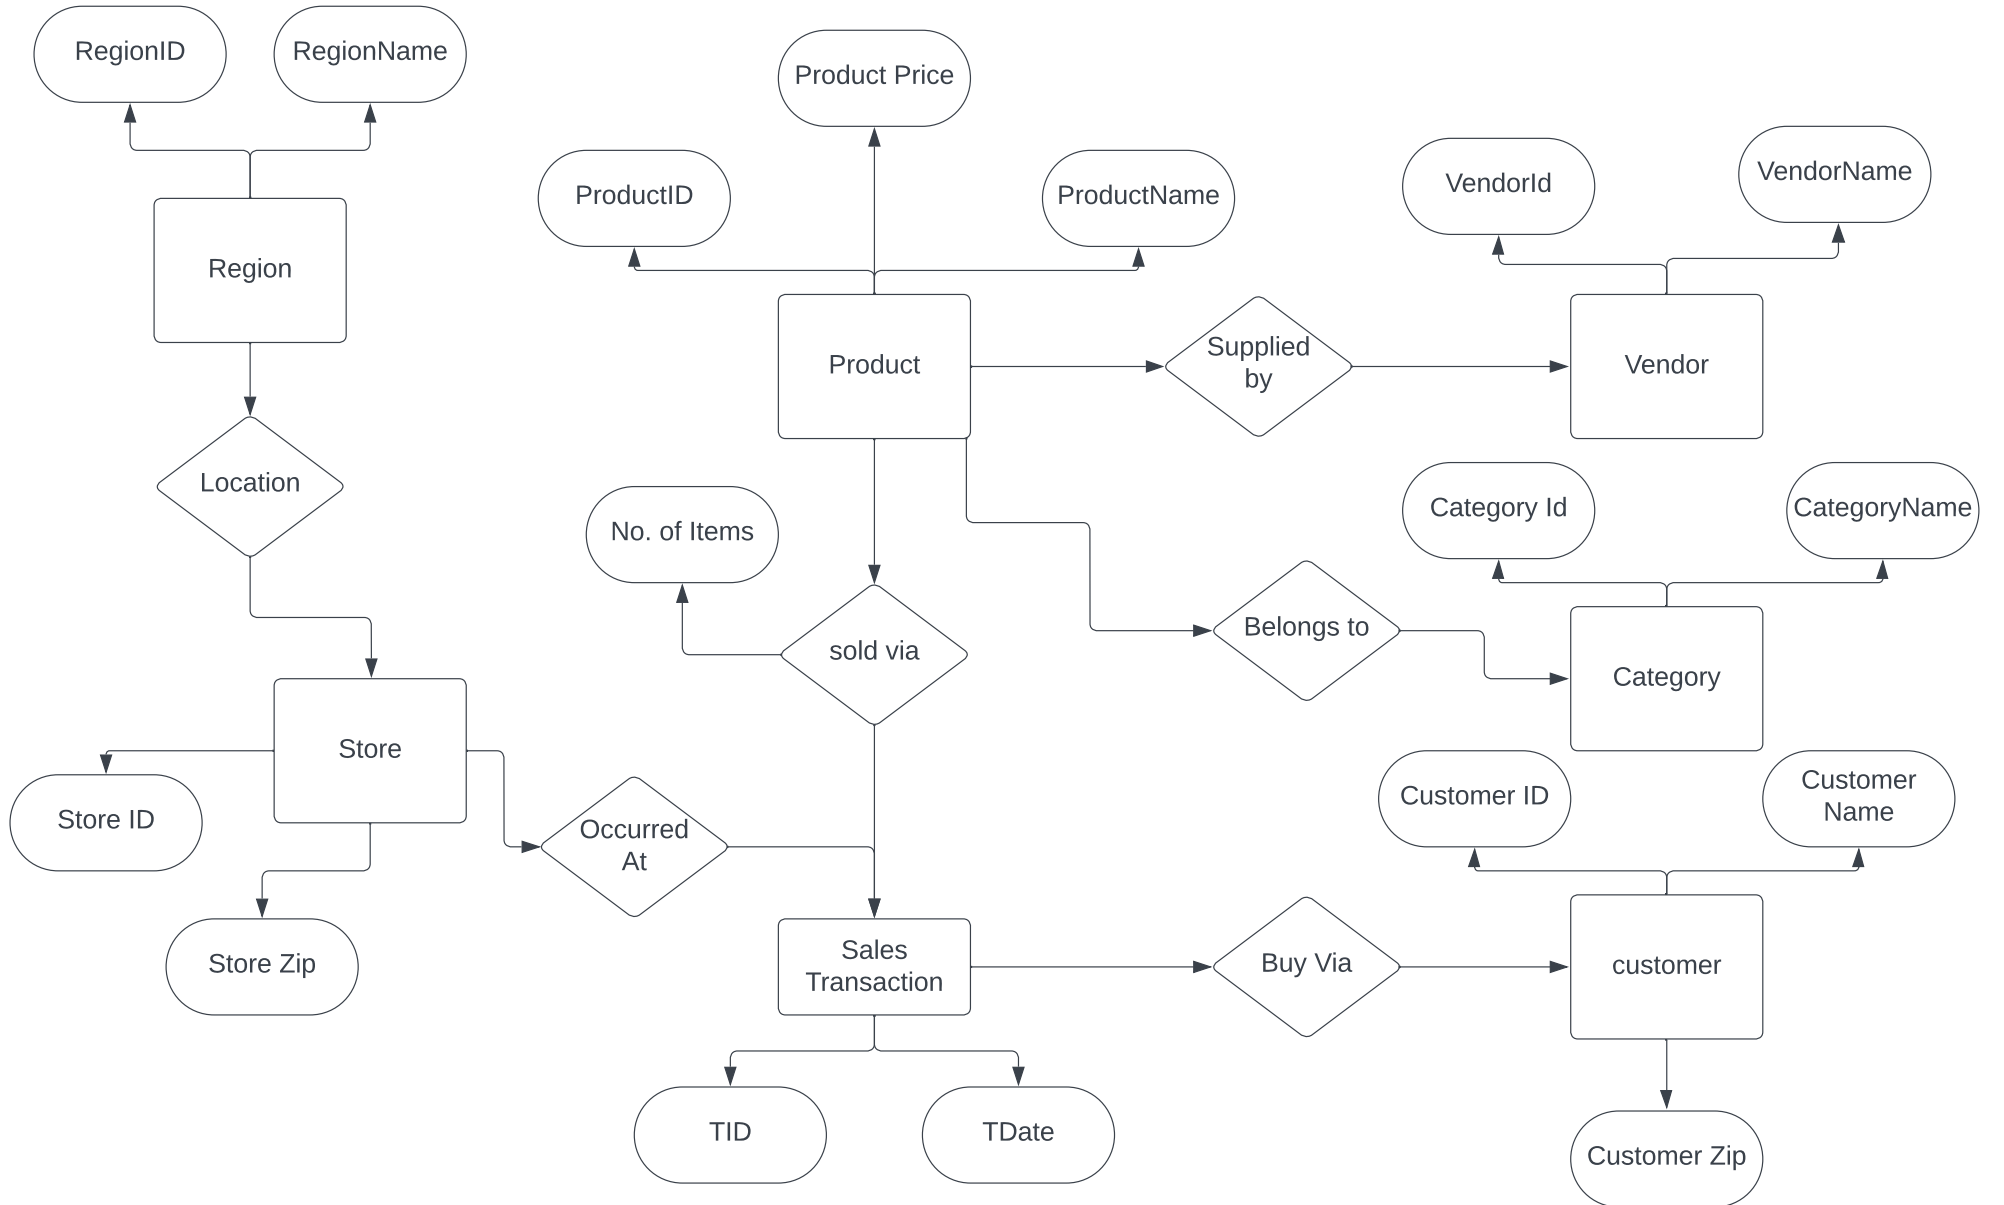 RegionID
RegionName
Product Price
ProductID
ProductName
VendorId
VendorName
Region
Product
Supplied
by
Vendor
Location
No. of Items
Category Id
CategoryName
sold via
Belongs to
Category
Store
Store ID
Occurred
At
Customer ID
Customer
Name
Store Zip
Sales
Transaction
Buy Via
customer
TID
TDate
Customer Zip